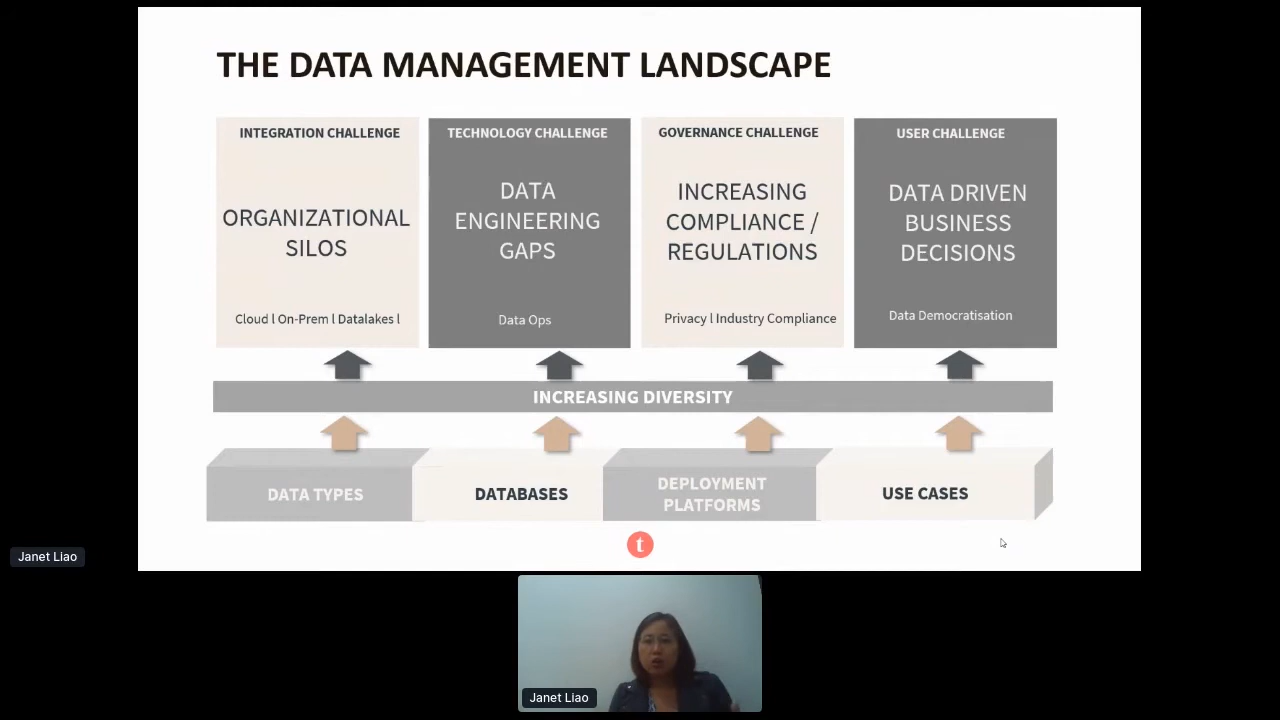 THE DATA MANAGEMENT LANDSCAPE
INTEGRATION CHALLENGE
ORGANIZATIONAL
SILOS
Cloud l On-Prem l Datalakes l
TECHNOLOGY CHALLENGE
DATA
ENGINEERING
GAPS
Data Ops
GOVERNANCE CHALLENGE
INCREASING
COMPLIANCE /
REGULATIONS
Privacy l Industry Compliance
USER CHALLENGE
DATA DRIVEN
BUSINESS
DECISIONS
Data Democratisation
INCREASING DIVERSITY
DATA TYPES
DATABASES
DEPLOYMENT
PLATFORMS
USE CASES
t
Janet Liao
Janet Liao